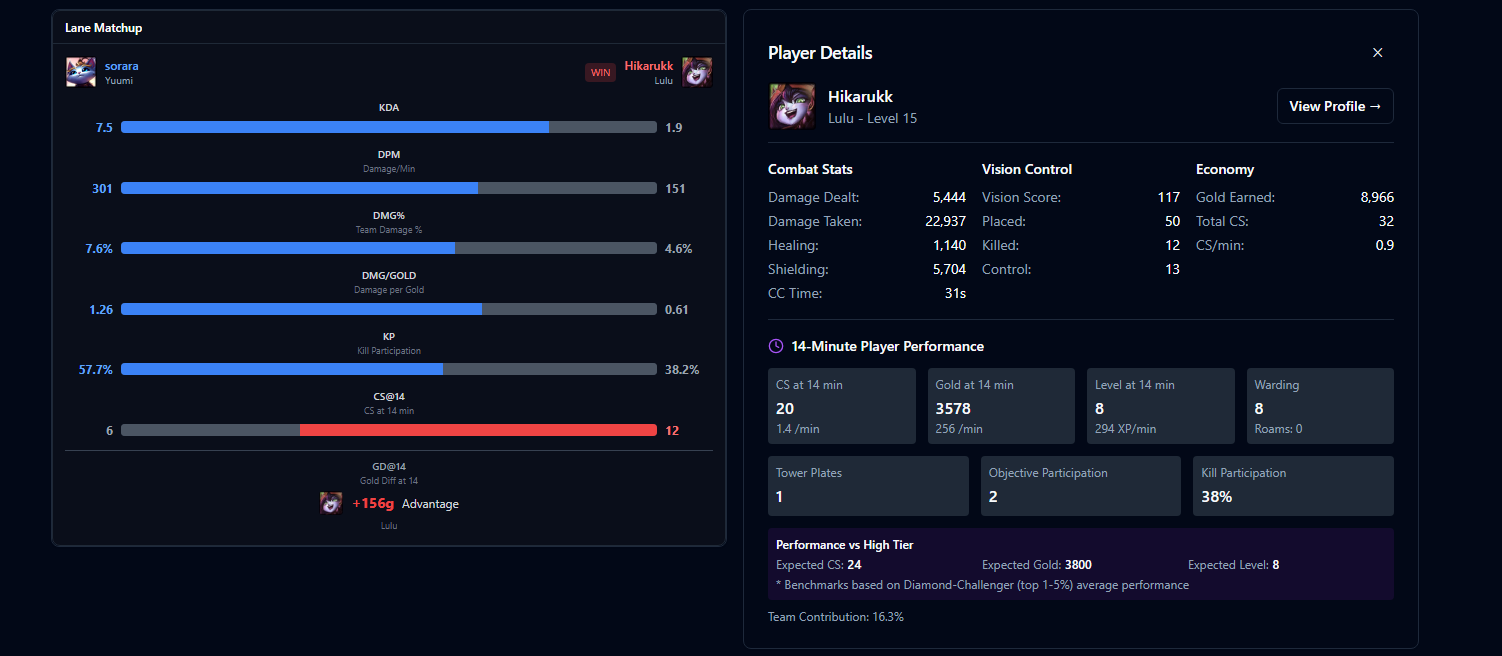 Lane Matchup
sorara
Yuumi
WIN
Hikarukk
Lulu
KDA
7.5
1.9
DPM
Damage/Min
301
151
DMG%
Team Damage %
7.6%
4.6%
DMG/GOLD
Damage per Gold
1.26
0.61
KP
Kill Participation
57.7%
38.2%
CS@14
CS at 14 min
6
12
GD@14
Gold Diff at 14
+156g Advantage
Lulu
Player Details
Hikarukk
Lulu - Level 15
View Profile →
Combat Stats
Damage Dealt: 5,444
Damage Taken: 22,937
Healing: 1,140
Shielding: 5,704
CC Time: 31s
Vision Control
Vision Score: 117
Placed: 50
Killed: 12
Control: 13
Economy
Gold Earned: 8,966
Total CS: 32
CS/min: 0.9
14-Minute Player Performance
CS at 14 min
20
1.4 /min
Gold at 14 min
3578
256 /min
Level at 14 min
8
294 XP/min
Warding
8
Roams: 0
Tower Plates
1
Objective Participation
2
Kill Participation
38%
Performance vs High Tier
Expected CS: 24
Expected Gold: 3800
Expected Level: 8
* Benchmarks based on Diamond-Challenger (top 1-5%) average performance
Team Contribution: 16.3%